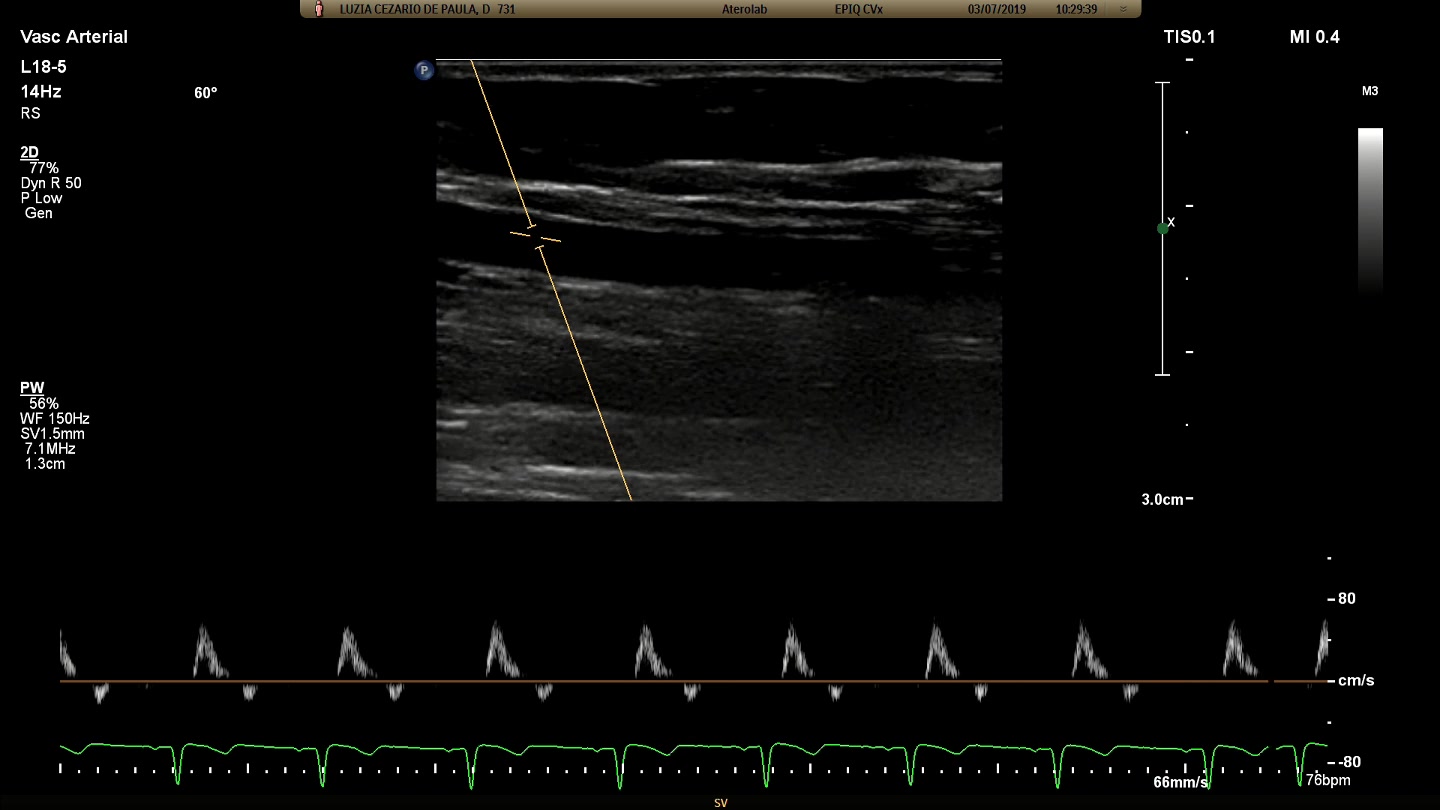 LUZIA CEZARIO DE PAULA, D 731 Aterolab EPIQ CVx 03/07/2019 10:29:39
Vasc Arterial
TIS0.1 MI 0.4
L18-5
14Hz
60°
RS
M3
P
2D
77%
Dyn R 50
P Low
Gen
X
PW
56%
WF 150Hz
SV1.5mm
7.1MHz
1.3cm
3.0cm
80
cm/s
-80
66mm/s
76bpm
SV